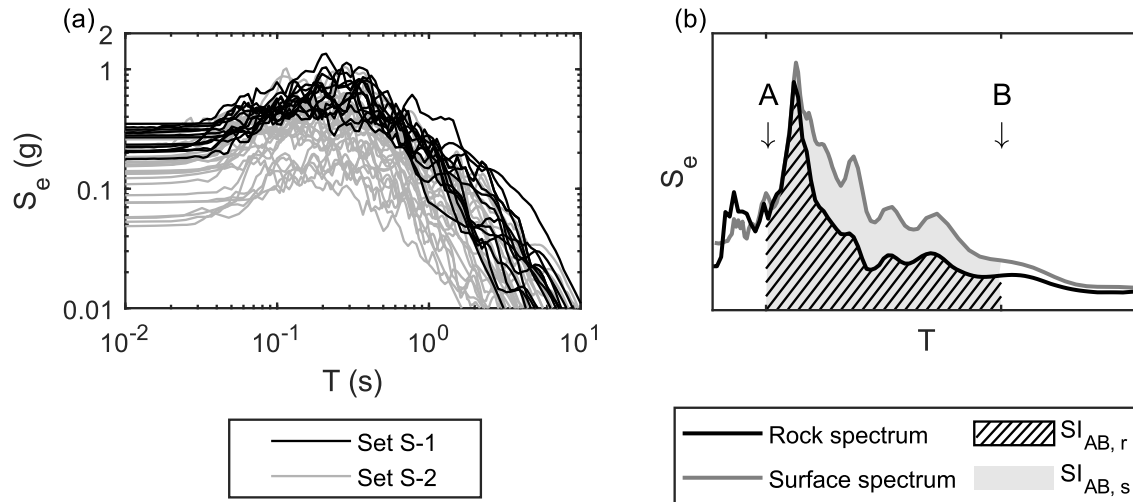 (a)
2
1
0.1
0.01
S_e (g)
10^-2
10^-1
10^0
10^1
T (s)
Set S-1
Set S-2
(b)
A
B
S_e
T
Rock spectrum
SI_AB, r
Surface spectrum
SI_AB, s